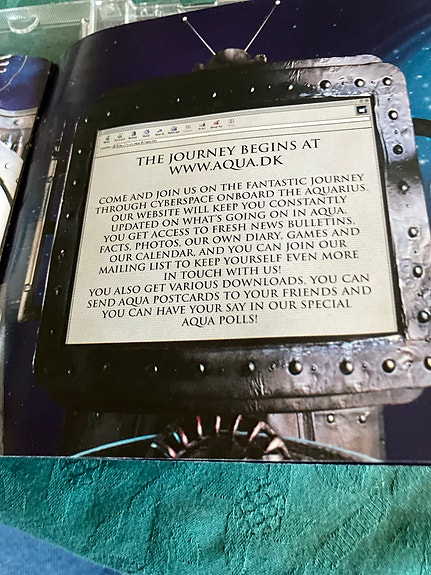 THE JOURNEY BEGINS AT
WWW.AQUA.DK
COME AND JOIN US ON THE FANTASTIC JOURNEY
THROUGH CYBERSPACE ONBOARD THE AQUARIUS.
OUR WEBSITE WILL KEEP YOU CONSTANTLY
UPDATED ON WHAT'S GOING ON IN AQUA.
YOU GET ACCESS TO FRESH NEWS BULLETINS,
FACTS, PHOTOS, OUR OWN DIARY, GAMES AND
OUR CALENDAR, AND YOU CAN JOIN OUR
MAILING LIST TO KEEP YOURSELF EVEN MORE
IN TOUCH WITH US!
YOU ALSO GET VARIOUS DOWNLOADS, YOU CAN
SEND AQUA POSTCARDS TO YOUR FRIENDS AND
YOU CAN HAVE YOUR SAY IN OUR SPECIAL
AQUA POLLS!